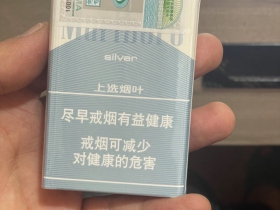 silver
上选烟叶
尽早戒烟有益健康
戒烟可减少
对健康的危害